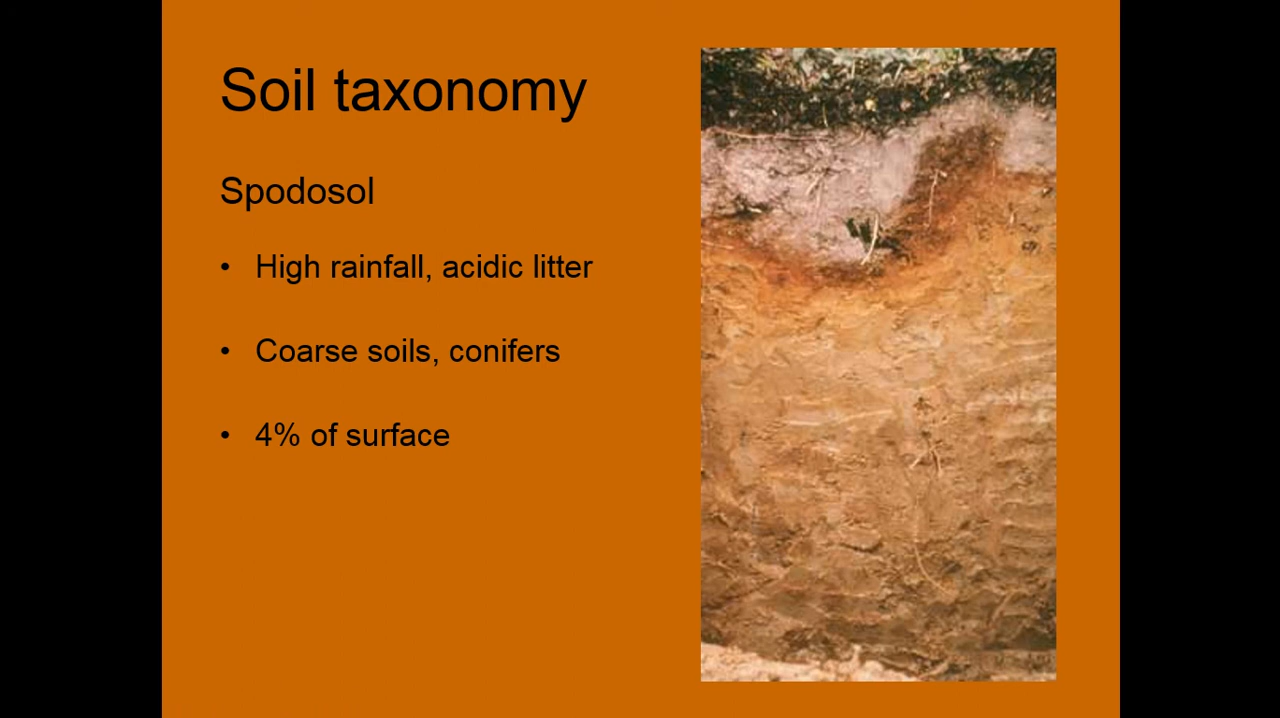 Soil taxonomy
Spodosol
• High rainfall, acidic litter
• Coarse soils, conifers
• 4% of surface